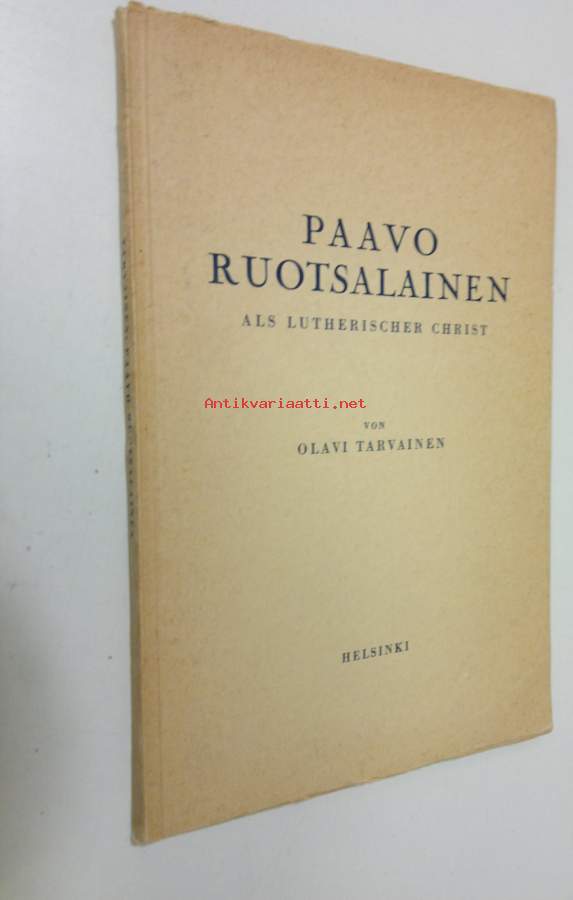 PAAVO
RUOTSALAINEN
ALS LUTHERISCHER CHRIST
Antikvariaatti.net
VON
OLAVI TARVAINEN
HELSINKI